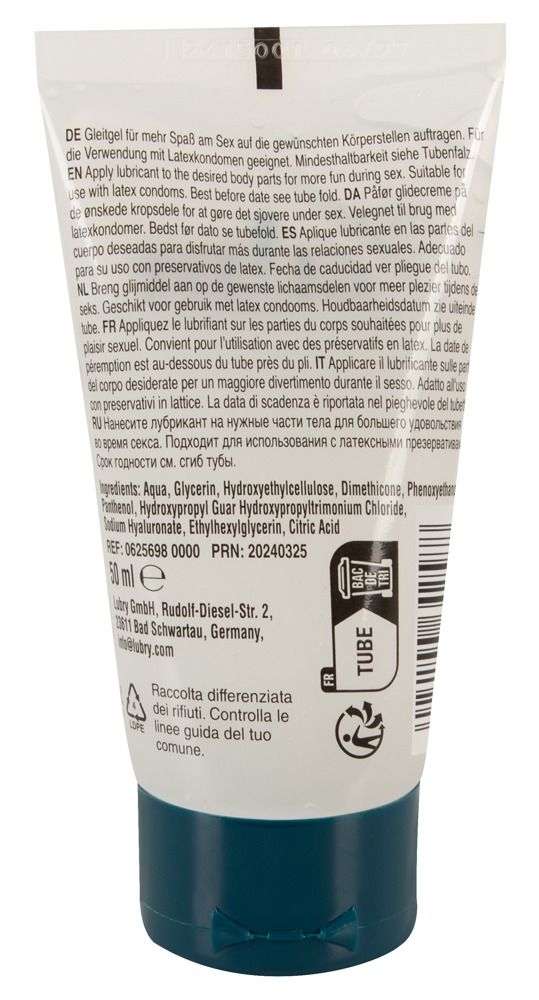 DE Gleitgel für mehr Spaß am Sex auf die gewünschten Körperstellen auftragen. Für
die Verwendung mit Latexkondomen geeignet. Mindesthaltbarkeit siehe Tubenfalz.
EN Apply lubricant to the desired body parts for more fun during sex. Suitable for
use with latex condoms. Best before date see tube fold. DA Påfør glidecreme på
de ønskede kropsdele for at gøre det sjovere under sex. Velegnet til brug med
latexkondomer. Bedst før dato se tubefold. ES Aplique lubricante en las partes del
cuerpo deseadas para disfrutar más durante las relaciones sexuales. Adecuado
para su uso con preservativos de latex. Fecha de caducidad ver pliegue del tubo.
NL Breng glijmiddel aan op de gewenste lichaamsdelen voor meer plezier tijdens de
seks. Geschikt voor gebruik met latex condooms. Houdbaarheidsdatum zie uiteinde
tube. FR Appliquez le lubrifiant sur les parties du corps souhaitées pour plus de
plaisir sexuel. Convient pour l'utilisation avec des préservatifs en latex. La date de
péremption est au-dessous du tube près du pli. IT Applicare il lubrificante sulle parti
del corpo desiderate per un maggiore divertimento durante il sesso. Adatto all'uso
con preservativi in lattice. La data di scadenza è riportata nel pieghevole del
RU Нанесите лубрикант на нужные части тела для большего удовольствия
во время секса. Подходит для использования с латексными
Срок годности см. сгиб тубы.
Ingredients: Aqua, Glycerin, Hydroxyethylcellulose, Dimethicone,
Panthenol, Hydroxypropyl Guar Hydroxypropyltrimonium Chloride,
Sodium Hyaluronate, Ethylhexylglycerin, Citric Acid
REF: 0625698 0000 PRN: 20240325
50 ml e
Lubry GmbH, Rudolf-Diesel-Str. 2,
23611 Bad Schwartau, Germany,
info@lubry.com
BAC
DE
TRI
TUBE
FR
4
LDPE
Raccolta differenziata
dei rifiuti. Controlla le
linee guida del tuo
comune.